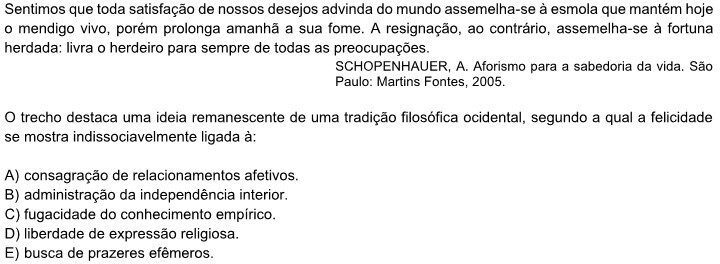 Sentimos que toda satisfação de nossos desejos advinda do mundo assemelha-se à esmola que mantém hoje
o mendigo vivo, porém prolonga amanhã a sua fome. A resignação, ao contrário, assemelha-se à fortuna
herdada: livra o herdeiro para sempre de todas as preocupações.
SCHOPENHAUER, A. Aforismo para a sabedoria da vida. São
Paulo: Martins Fontes, 2005.
O trecho destaca uma ideia remanescente de uma tradição filosófica ocidental, segundo a qual a felicidade
se mostra indissociavelmente ligada à:
A) consagração de relacionamentos afetivos.
B) administração da independência interior.
C) fugacidade do conhecimento empírico.
D) liberdade de expressão religiosa.
E) busca de prazeres efêmeros.